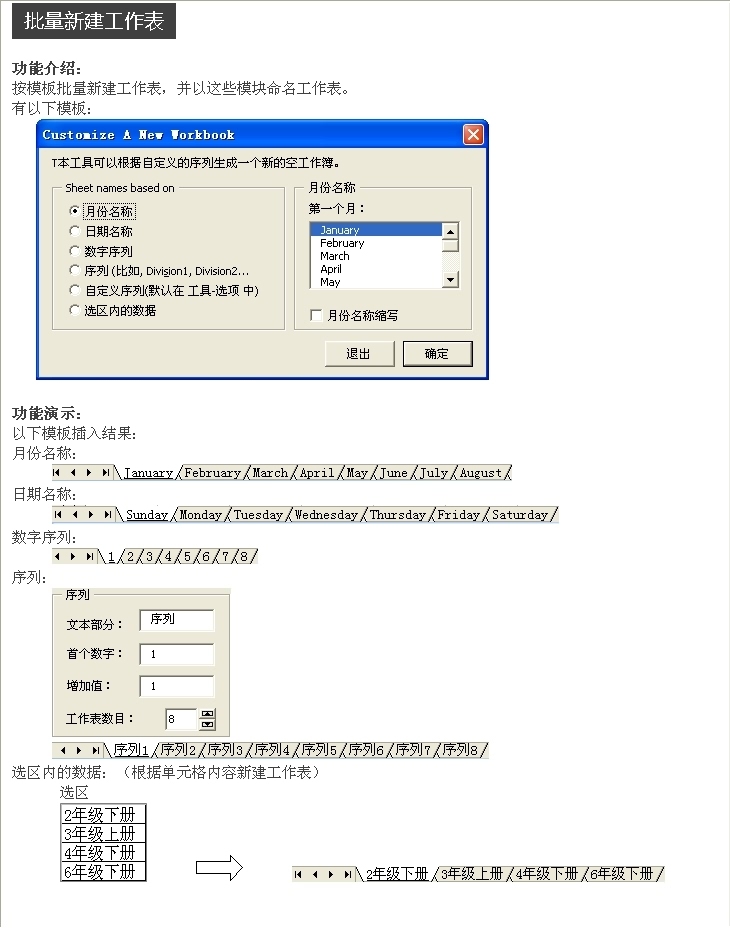 批量新建工作表
功能介绍：
按模板批量新建工作表，并以这些模块命名工作表。
有以下模板：
Customize A New Workbook
T本工具可以根据自定义的序列生成一个新的空工作簿。
Sheet names based on
月份名称
日期名称
数字序列
序列 (比如, Division1, Division2...
自定义序列(默认在 工具-选项 中)
选区内的数据
月份名称
第一个月：
January
February
March
April
May
月份名称缩写
退出
确定
功能演示：
以下模板插入结果：
月份名称：
January / February / March / April / May / June / July / August /
日期名称：
Sunday / Monday / Tuesday / Wednesday / Thursday / Friday / Saturday /
数字序列：
1 / 2 / 3 / 4 / 5 / 6 / 7 / 8 /
序列：
序列
文本部分： 序列
首个数字： 1
增加值： 1
工作表数目： 8
序列1 / 序列2 / 序列3 / 序列4 / 序列5 / 序列6 / 序列7 / 序列8 /
选区内的数据：（根据单元格内容新建工作表）
选区
2年级下册
3年级上册
4年级下册
6年级下册
2年级下册 / 3年级上册 / 4年级下册 / 6年级下册 /